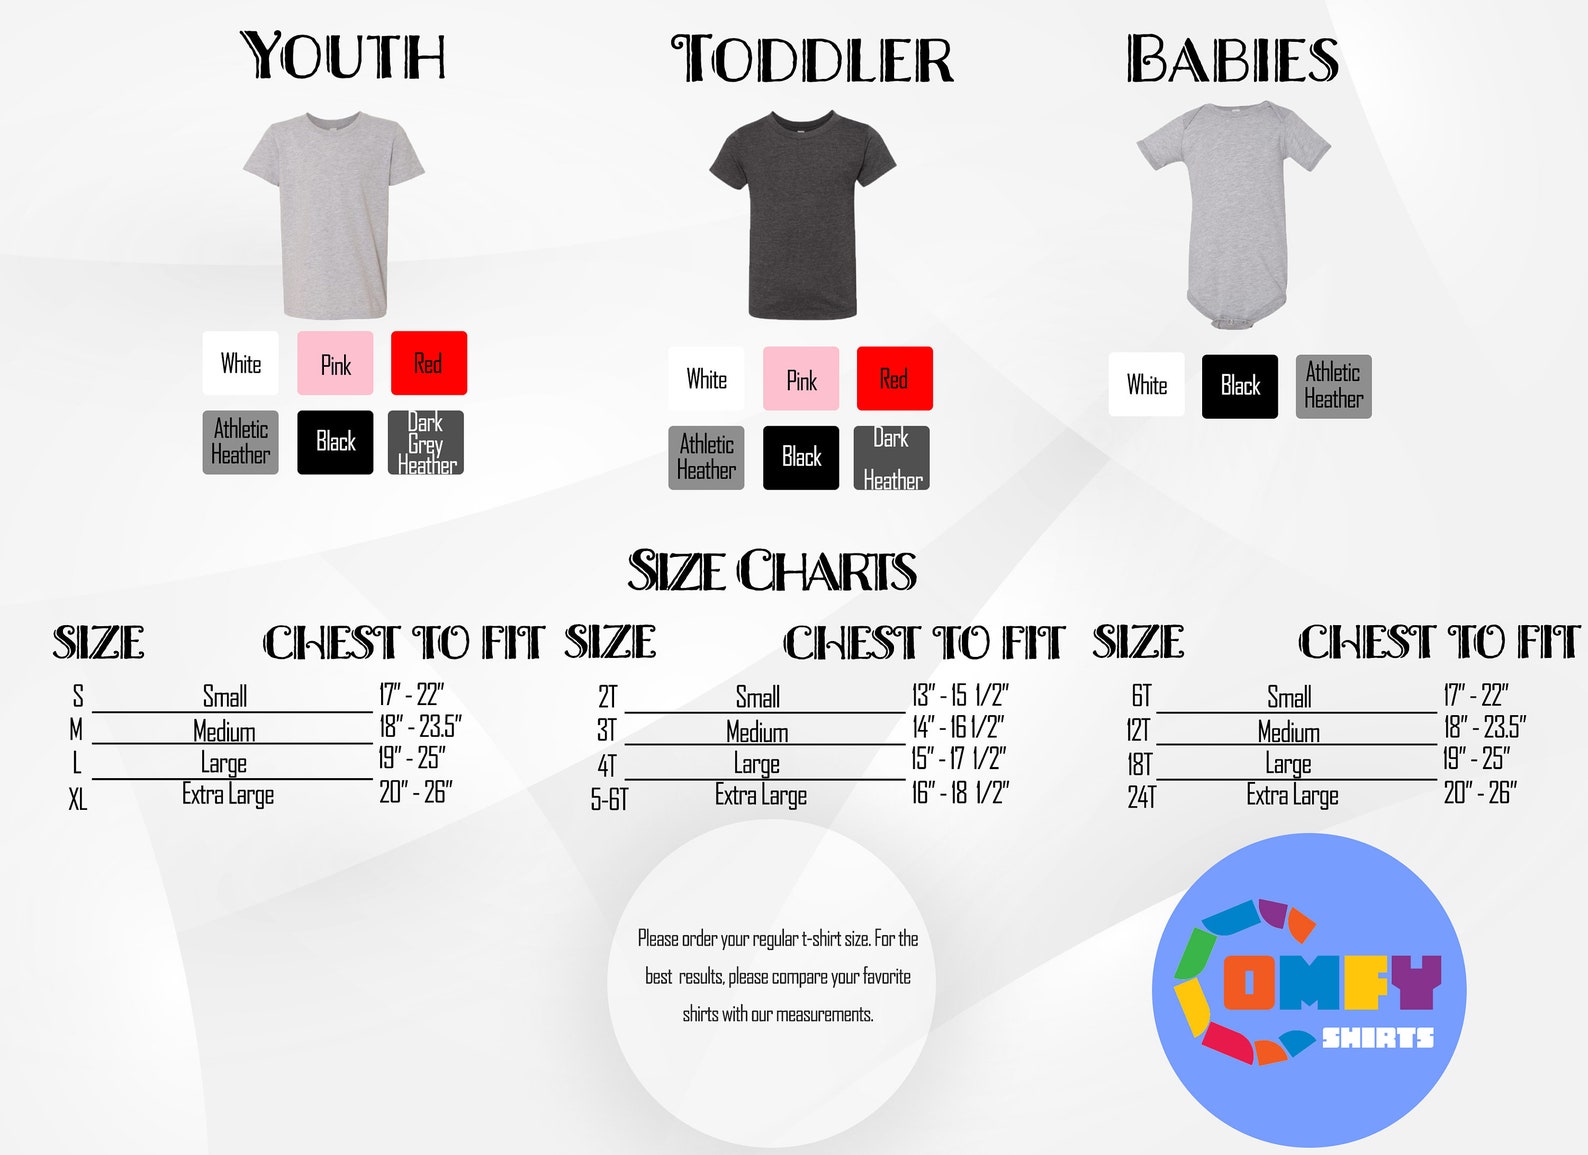 YOUTH
TODDLER
BABIES
White
Pink
Red
Athletic
Heather
Black
Dark
Grey
Heather
White
Pink
Red
Athletic
Heather
Black
Dark
Heather
White
Black
Athletic
Heather
SIZE CHARTS
SIZE CHEST TO FIT
S Small 17" - 22"
M Medium 18" - 23.5"
L Large 19" - 25"
XL Extra Large 20" - 26"
SIZE CHEST TO FIT
2T Small 13" - 15 1/2"
3T Medium 14" - 16 1/2"
4T Large 15" - 17 1/2"
5-6T Extra Large 16" - 18 1/2"
SIZE CHEST TO FIT
6T Small 17" - 22"
12T Medium 18" - 23.5"
18T Large 19" - 25"
24T Extra Large 20" - 26"
Please order your regular t-shirt size. For the
best results, please compare your favorite
shirts with our measurements.
COMFY
SHIRTS